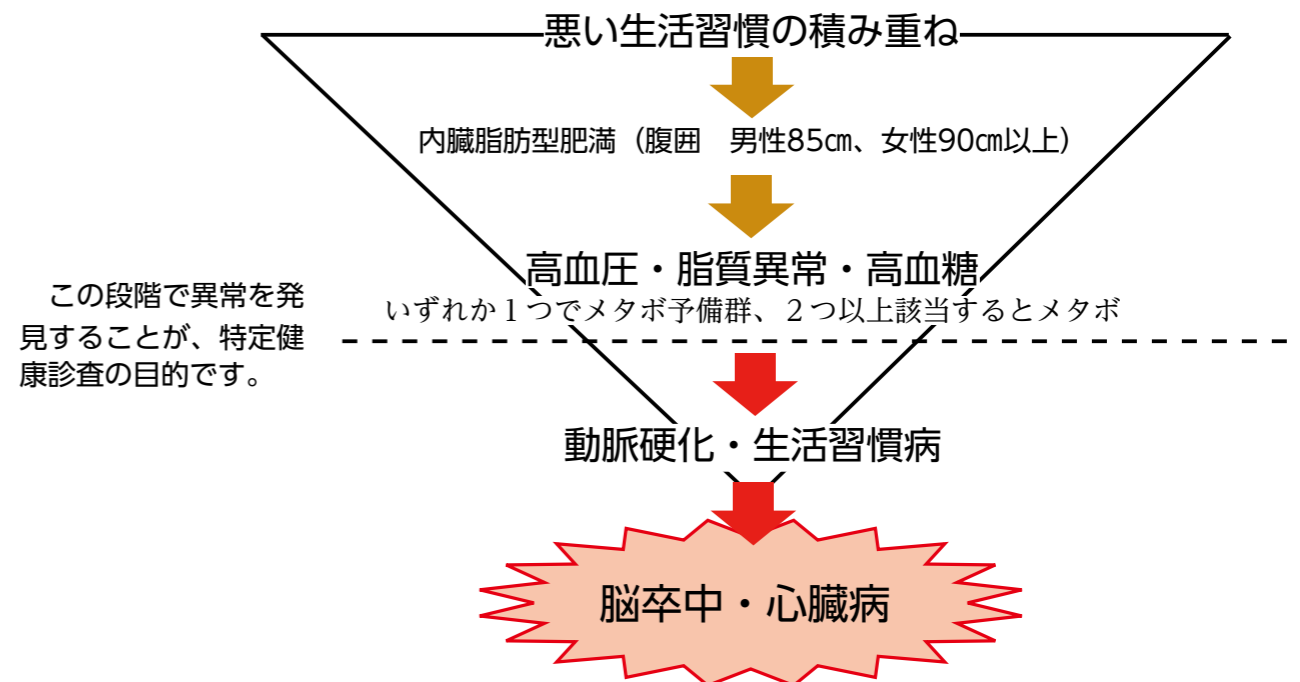 悪い生活習慣の積み重ね
内臓脂肪型肥満（腹囲　男性85㎝、女性90㎝以上）
高血圧・脂質異常・高血糖
いずれか１つでメタボ予備群、２つ以上該当するとメタボ
　この段階で異常を発
見することが、特定健
康診査の目的です。
動脈硬化・生活習慣病
脳卒中・心臓病